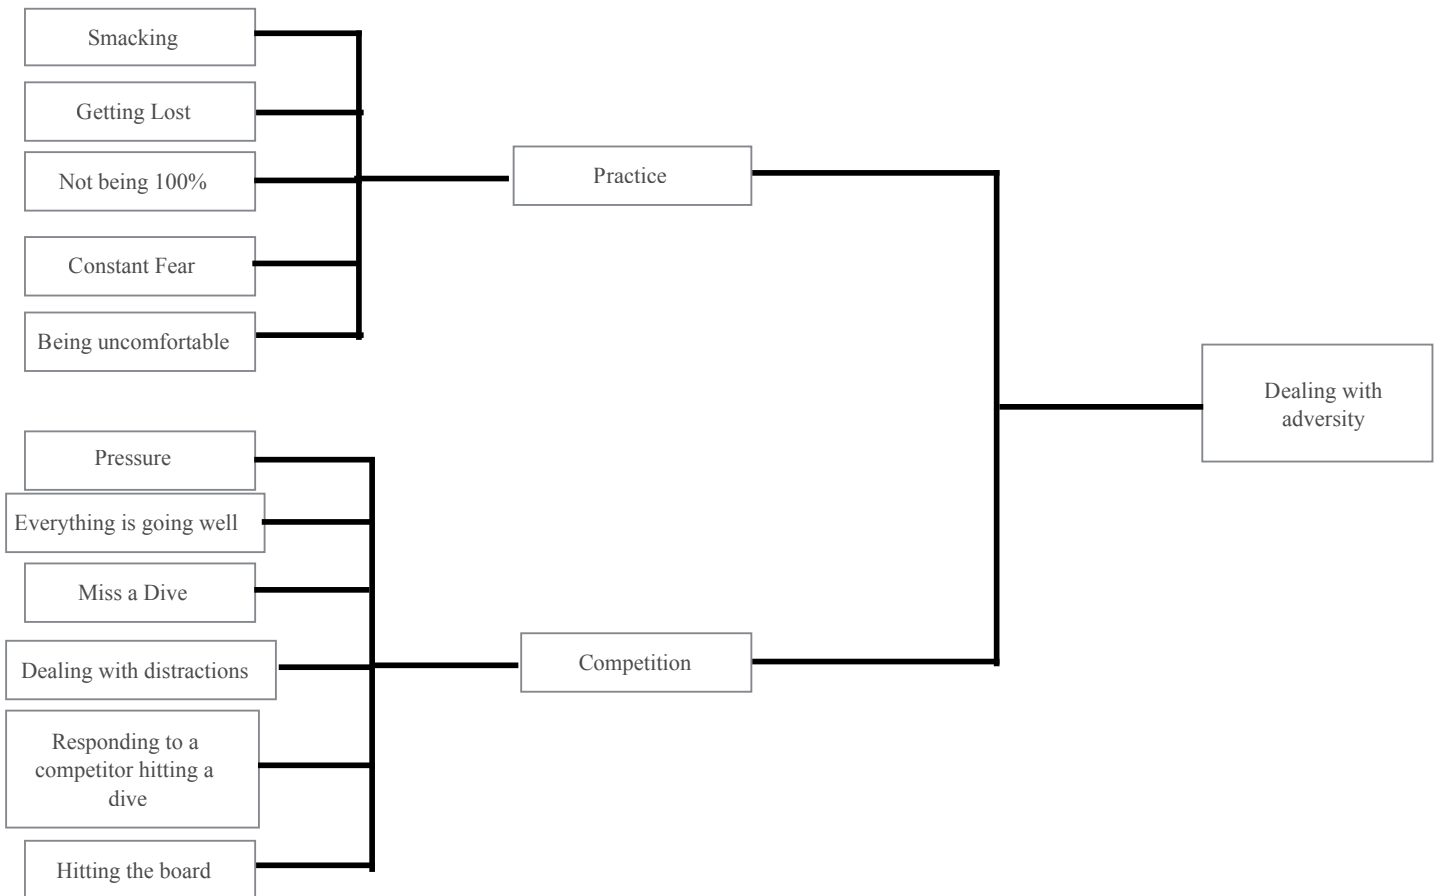 Smacking
Getting Lost
Not being 100%
Practice
Constant Fear
Being uncomfortable
Dealing with
adversity
Pressure
Everything is going well
Miss a Dive
Dealing with distractions
Competition
Responding to a
competitor hitting a
dive
Hitting the board